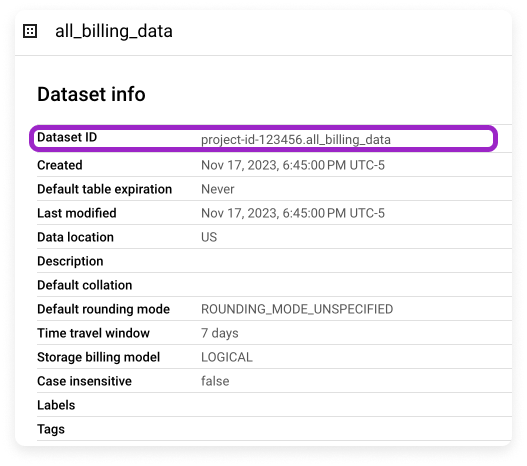 all_billing_data
Dataset info
Dataset ID project-id-123456.all_billing_data
Created Nov 17, 2023, 6:45:00 PM UTC-5
Default table expiration Never
Last modified Nov 17, 2023, 6:45:00 PM UTC-5
Data location US
Description
Default collation
Default rounding mode ROUNDING_MODE_UNSPECIFIED
Time travel window 7 days
Storage billing model LOGICAL
Case insensitive false
Labels
Tags